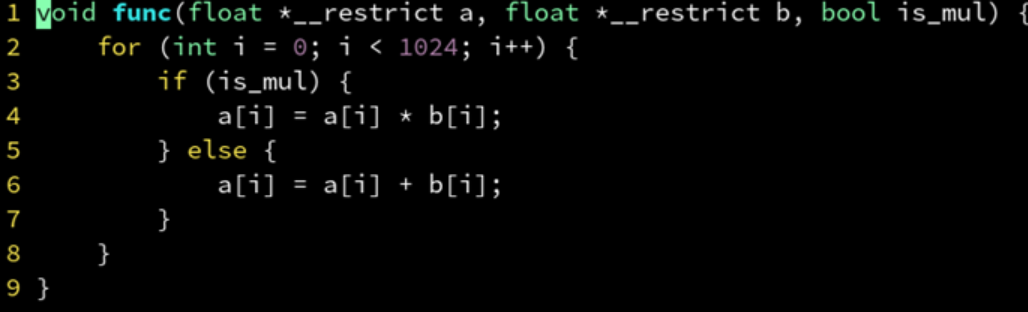 1 void func(float *__restrict a, float *__restrict b, bool is_mul) {
2     for (int i = 0; i < 1024; i++) {
3         if (is_mul) {
4             a[i] = a[i] * b[i];
5         } else {
6             a[i] = a[i] + b[i];
7         }
8     }
9 }